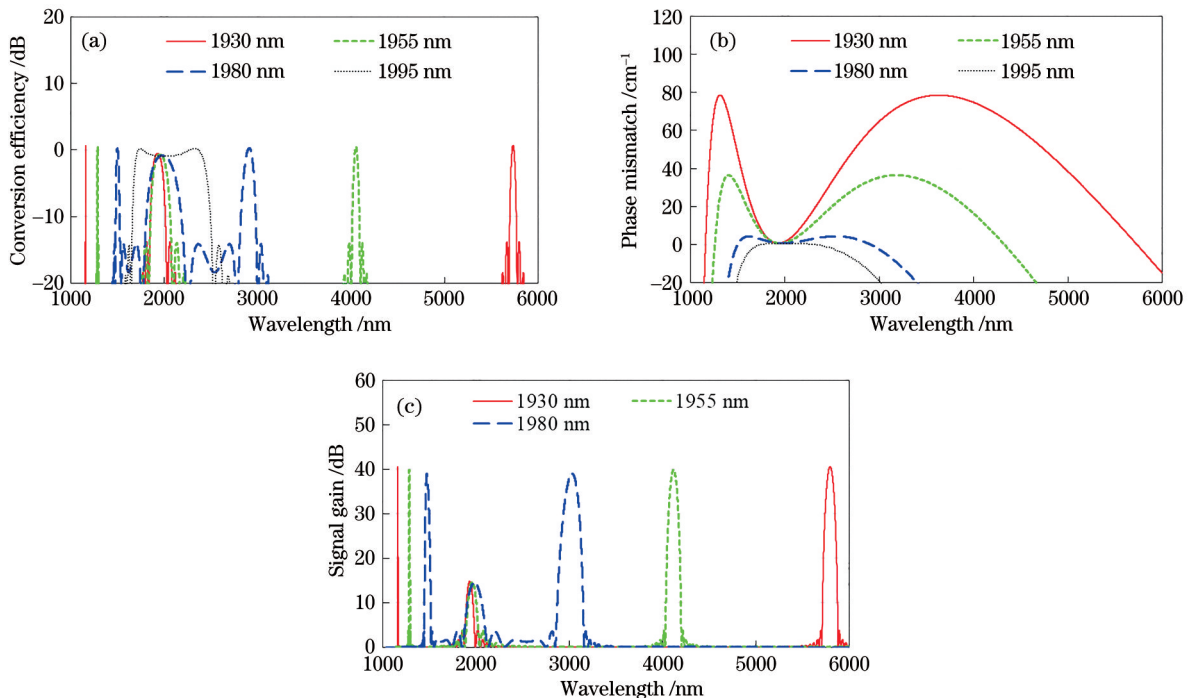 (a)
1930 nm
1955 nm
1980 nm
1995 nm
Conversion efficiency /dB
20
10
0
−10
−20
1000
2000
3000
4000
5000
6000
Wavelength /nm
(b)
1930 nm
1955 nm
1980 nm
1995 nm
Phase mismatch /cm⁻¹
120
100
80
60
40
20
0
−20
1000
2000
3000
4000
5000
6000
Wavelength /nm
(c)
1930 nm
1955 nm
1980 nm
Signal gain /dB
60
50
40
30
20
10
0
1000
2000
3000
4000
5000
6000
Wavelength /nm